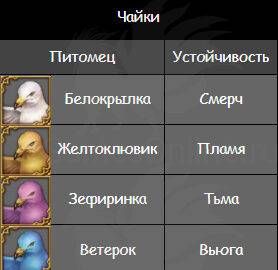 Чайки
Питомец Устойчивость
Белокрылка Смерч
Желтоклювик Пламя
Зефиринка Тьма
Ветерок Вьюга